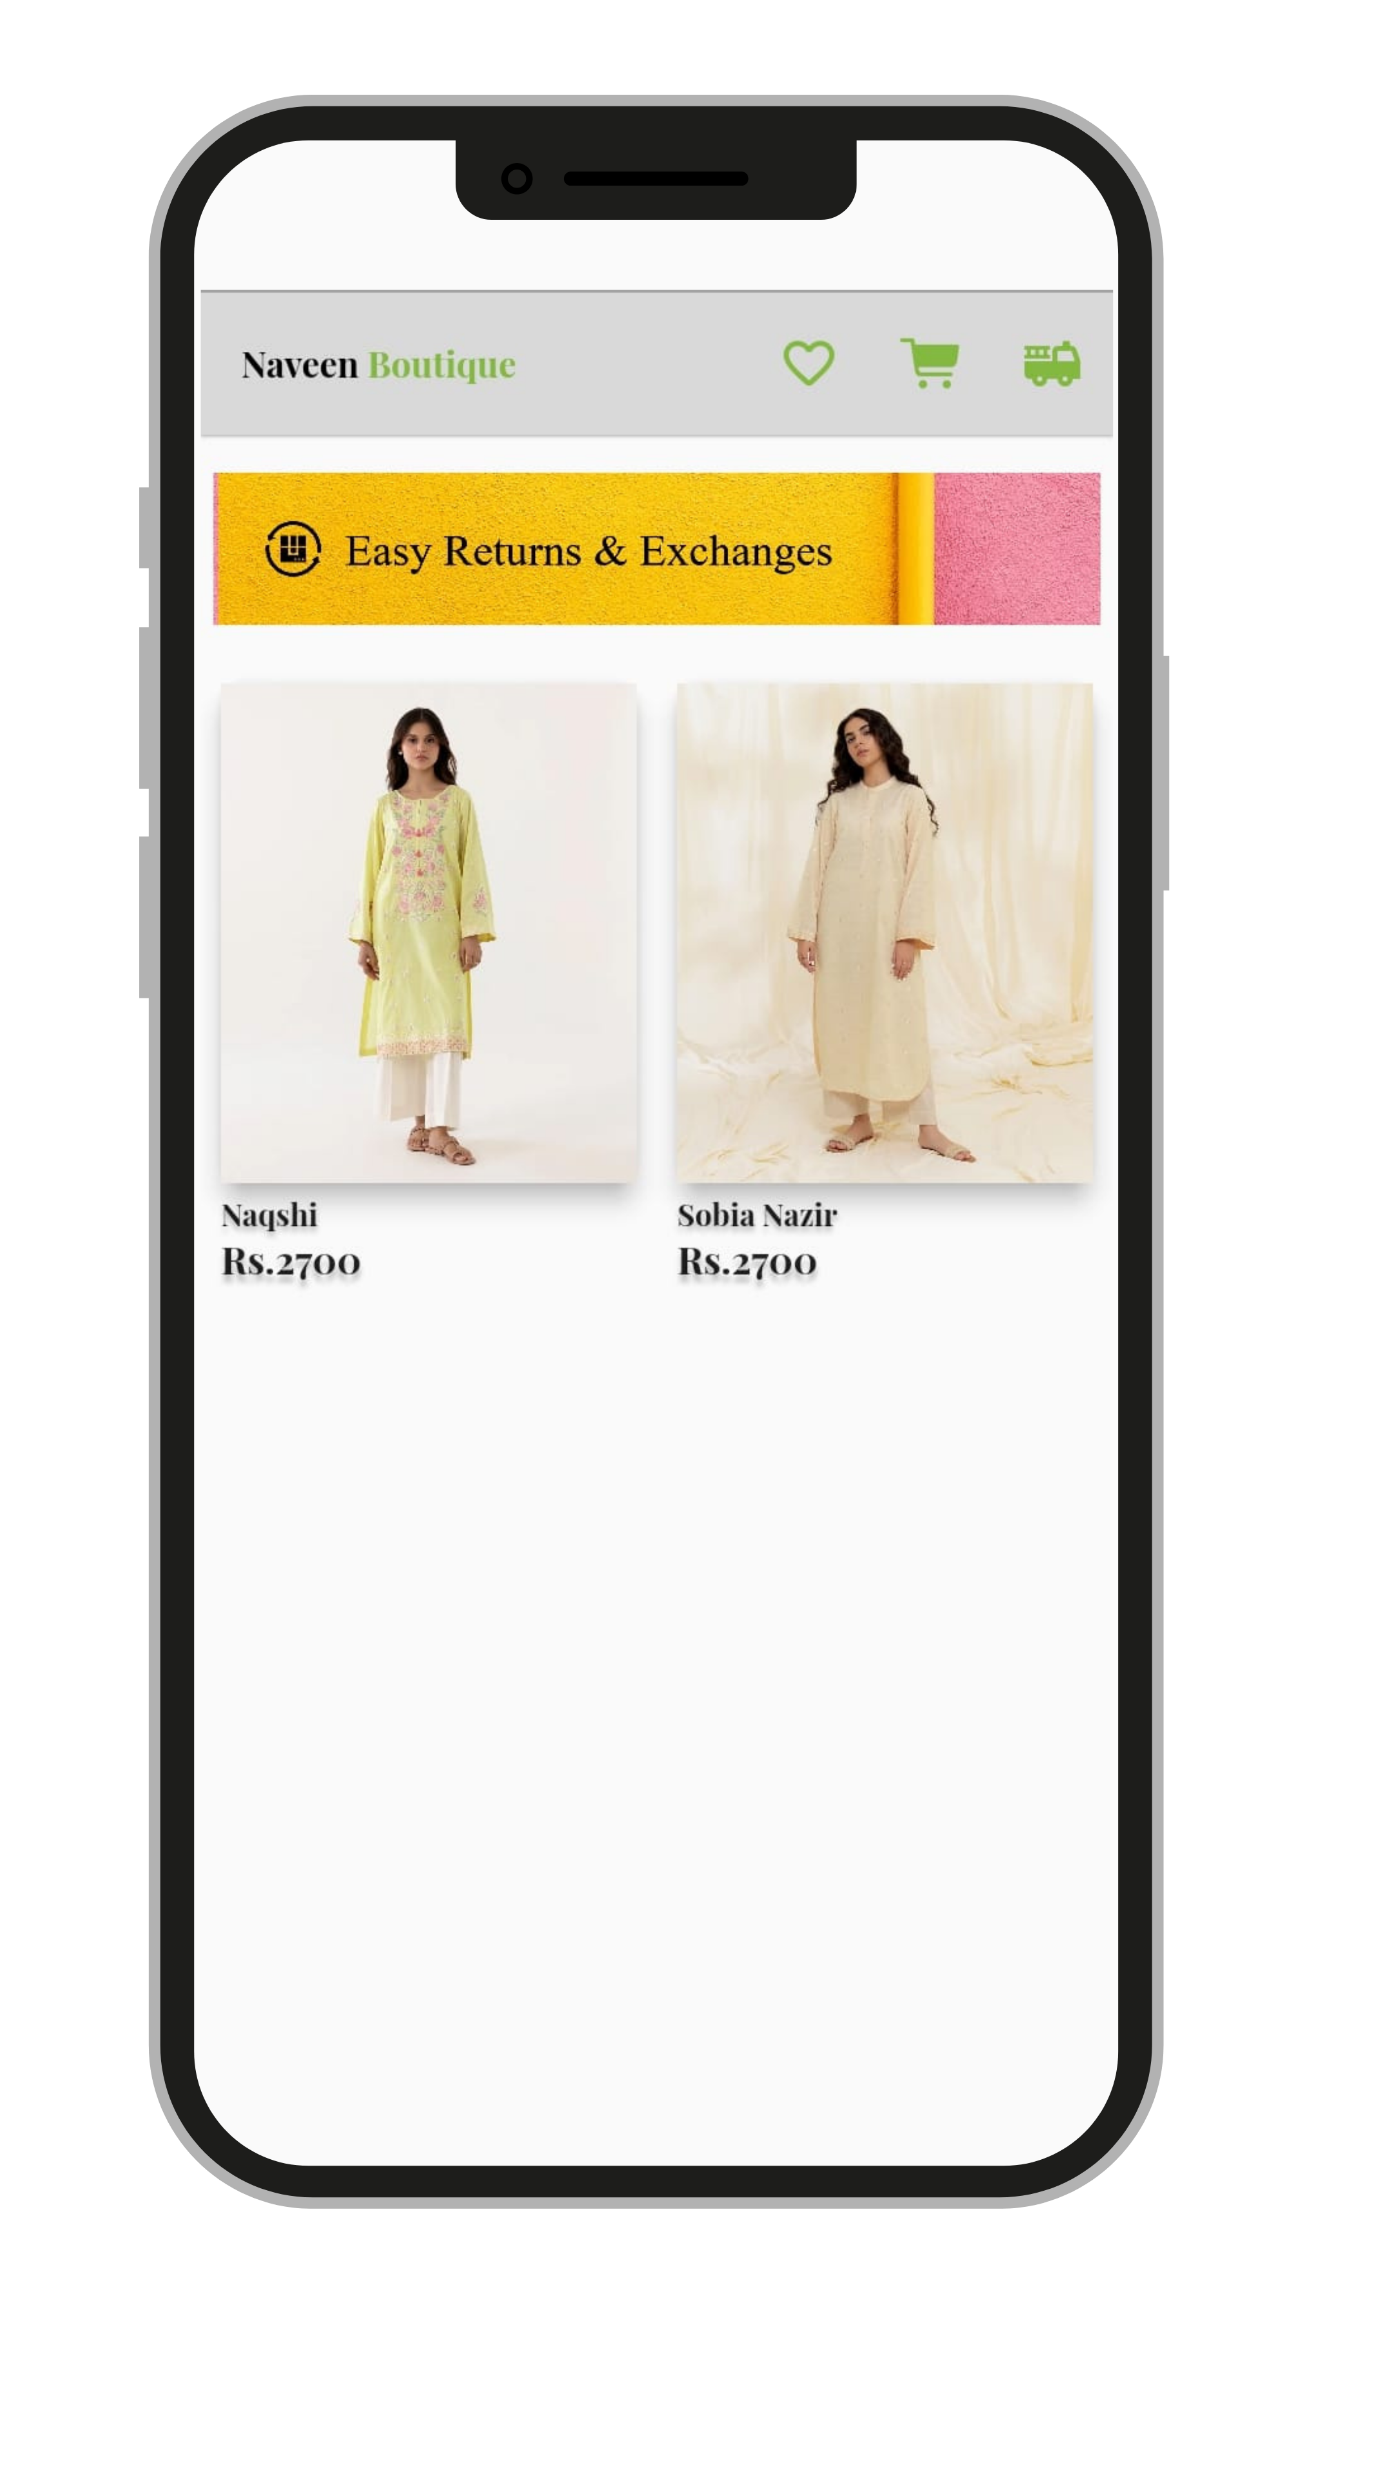 Naveen Boutique
Easy Returns & Exchanges
Naqshi
Rs.2700
Sobia Nazir
Rs.2700